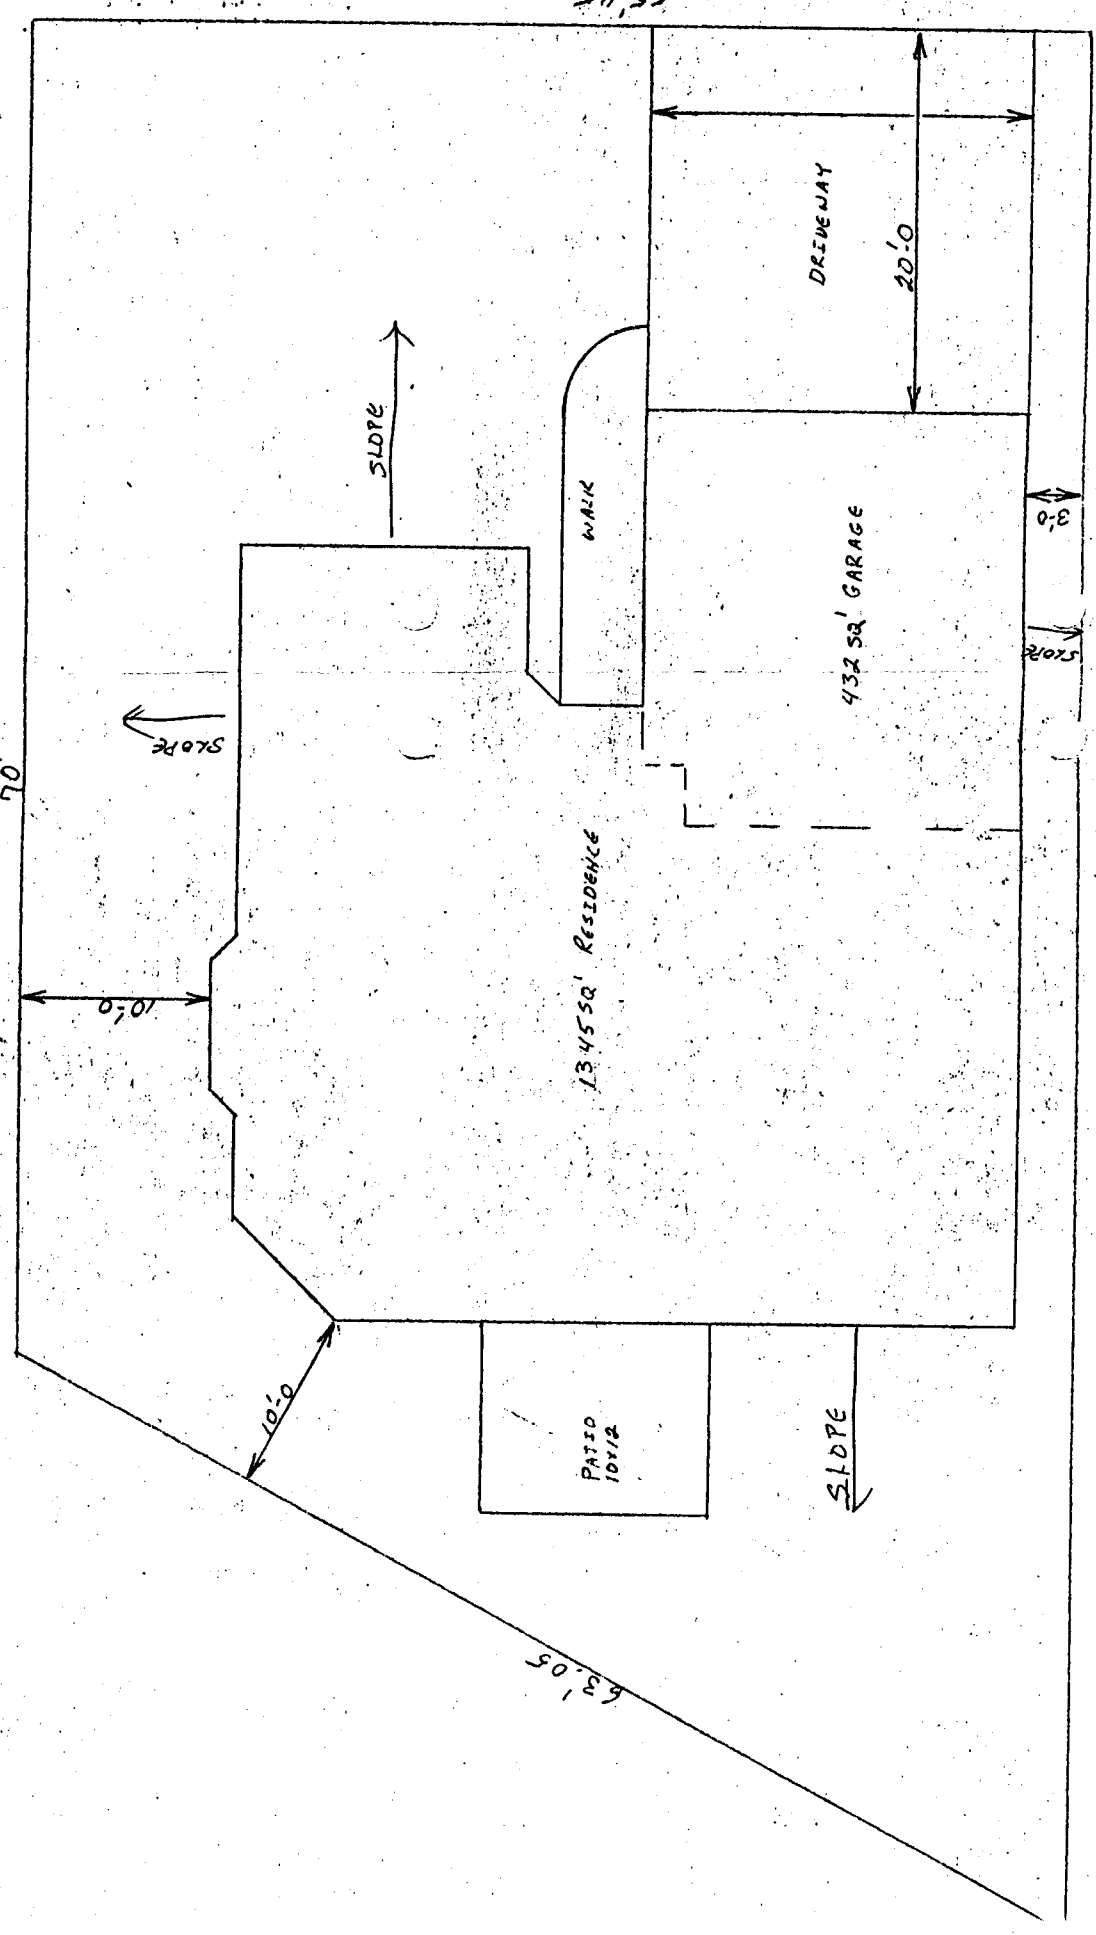 DRIVEWAY
20'-0
SLOPE
WALK
3'-0
432 SQ' GARAGE
SLOPE
SLOPE
70'
10'-0
1345 SQ' RESIDENCE
10'-0
PATIO
10x12
SLOPE
63'.05